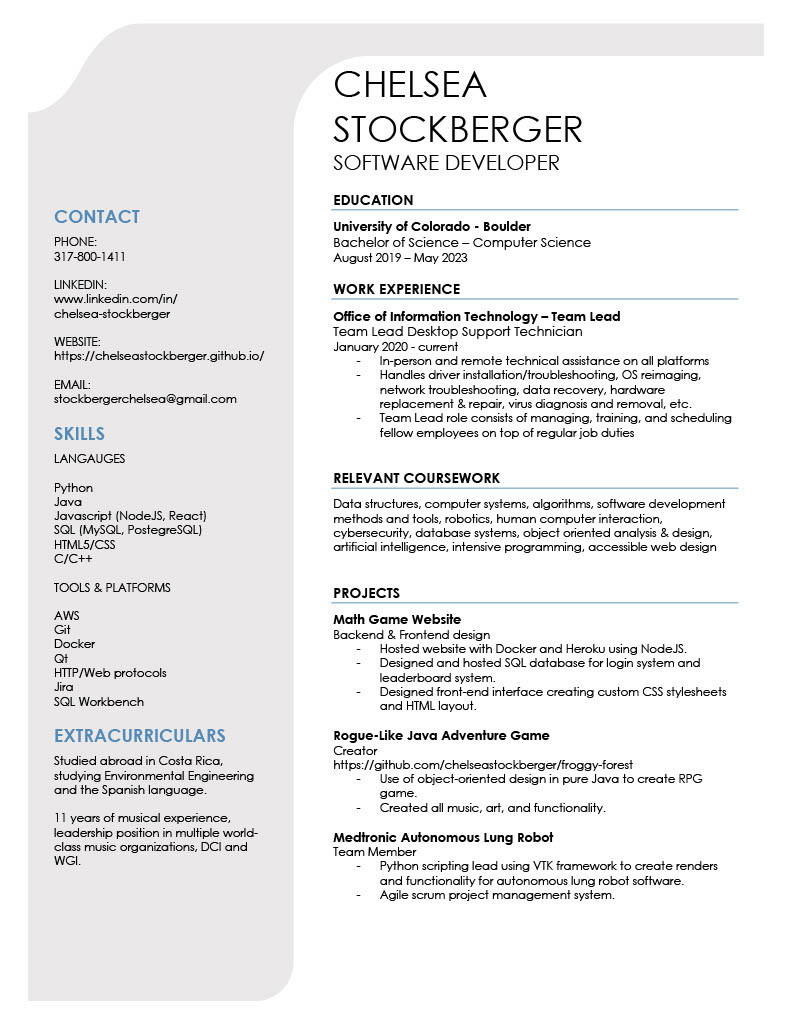 CHELSEA
STOCKBERGER
SOFTWARE DEVELOPER
CONTACT
PHONE:
317-800-1411
LINKEDIN:
www.linkedin.com/in/
chelsea-stockberger
WEBSITE:
https://chelseastockberger.github.io/
EMAIL:
stockbergerchelsea@gmail.com
SKILLS
LANGAUGES
Python
Java
Javascript (NodeJS, React)
SQL (MySQL, PostegreSQL)
HTML5/CSS
C/C++
TOOLS & PLATFORMS
AWS
Git
Docker
Qt
HTTP/Web protocols
Jira
SQL Workbench
EXTRACURRICULARS
Studied abroad in Costa Rica,
studying Environmental Engineering
and the Spanish language.
11 years of musical experience,
leadership position in multiple world-
class music organizations, DCI and
WGI.
EDUCATION
University of Colorado - Boulder
Bachelor of Science – Computer Science
August 2019 – May 2023
WORK EXPERIENCE
Office of Information Technology – Team Lead
Team Lead Desktop Support Technician
January 2020 - current
- In-person and remote technical assistance on all platforms
- Handles driver installation/troubleshooting, OS reimaging,
network troubleshooting, data recovery, hardware
replacement & repair, virus diagnosis and removal, etc.
- Team Lead role consists of managing, training, and scheduling
fellow employees on top of regular job duties
RELEVANT COURSEWORK
Data structures, computer systems, algorithms, software development
methods and tools, robotics, human computer interaction,
cybersecurity, database systems, object oriented analysis & design,
artificial intelligence, intensive programming, accessible web design
PROJECTS
Math Game Website
Backend & Frontend design
- Hosted website with Docker and Heroku using NodeJS.
- Designed and hosted SQL database for login system and
leaderboard system.
- Designed front-end interface creating custom CSS stylesheets
and HTML layout.
Rogue-Like Java Adventure Game
Creator
https://github.com/chelseastockberger/froggy-forest
- Use of object-oriented design in pure Java to create RPG
game.
- Created all music, art, and functionality.
Medtronic Autonomous Lung Robot
Team Member
- Python scripting lead using VTK framework to create renders
and functionality for autonomous lung robot software.
- Agile scrum project management system.